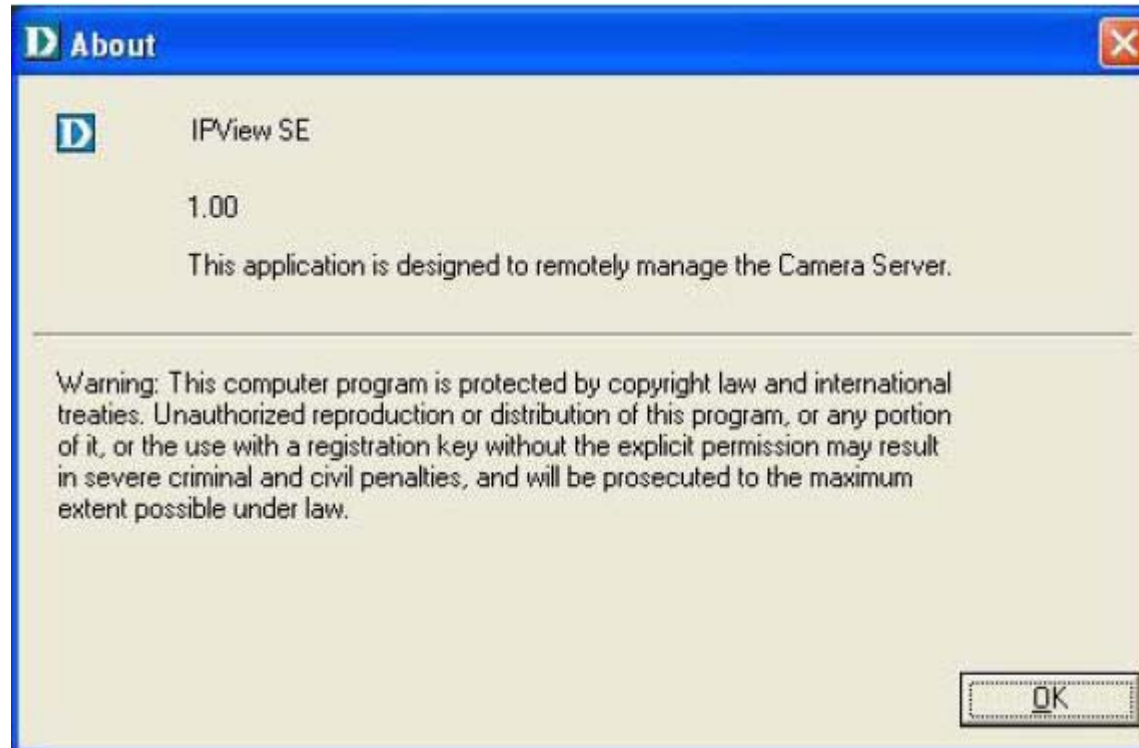 D About
D
IPView SE
1.00
This application is designed to remotely manage the Camera Server.
Warning: This computer program is protected by copyright law and international
treaties. Unauthorized reproduction or distribution of this program, or any portion
of it, or the use with a registration key without the explicit permission may result
in severe criminal and civil penalties, and will be prosecuted to the maximum
extent possible under law.
OK